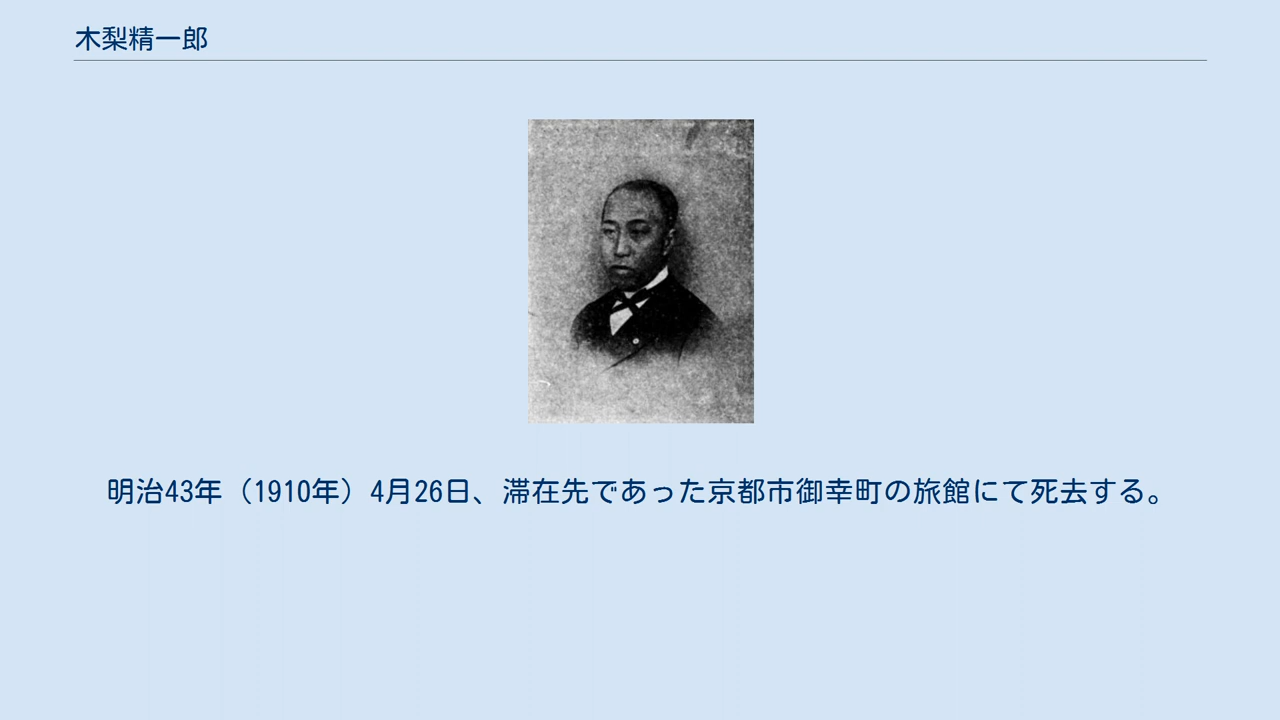 木梨精一郎
明治43年（1910年）4月26日、滞在先であった京都市御幸町の旅館にて死去する。